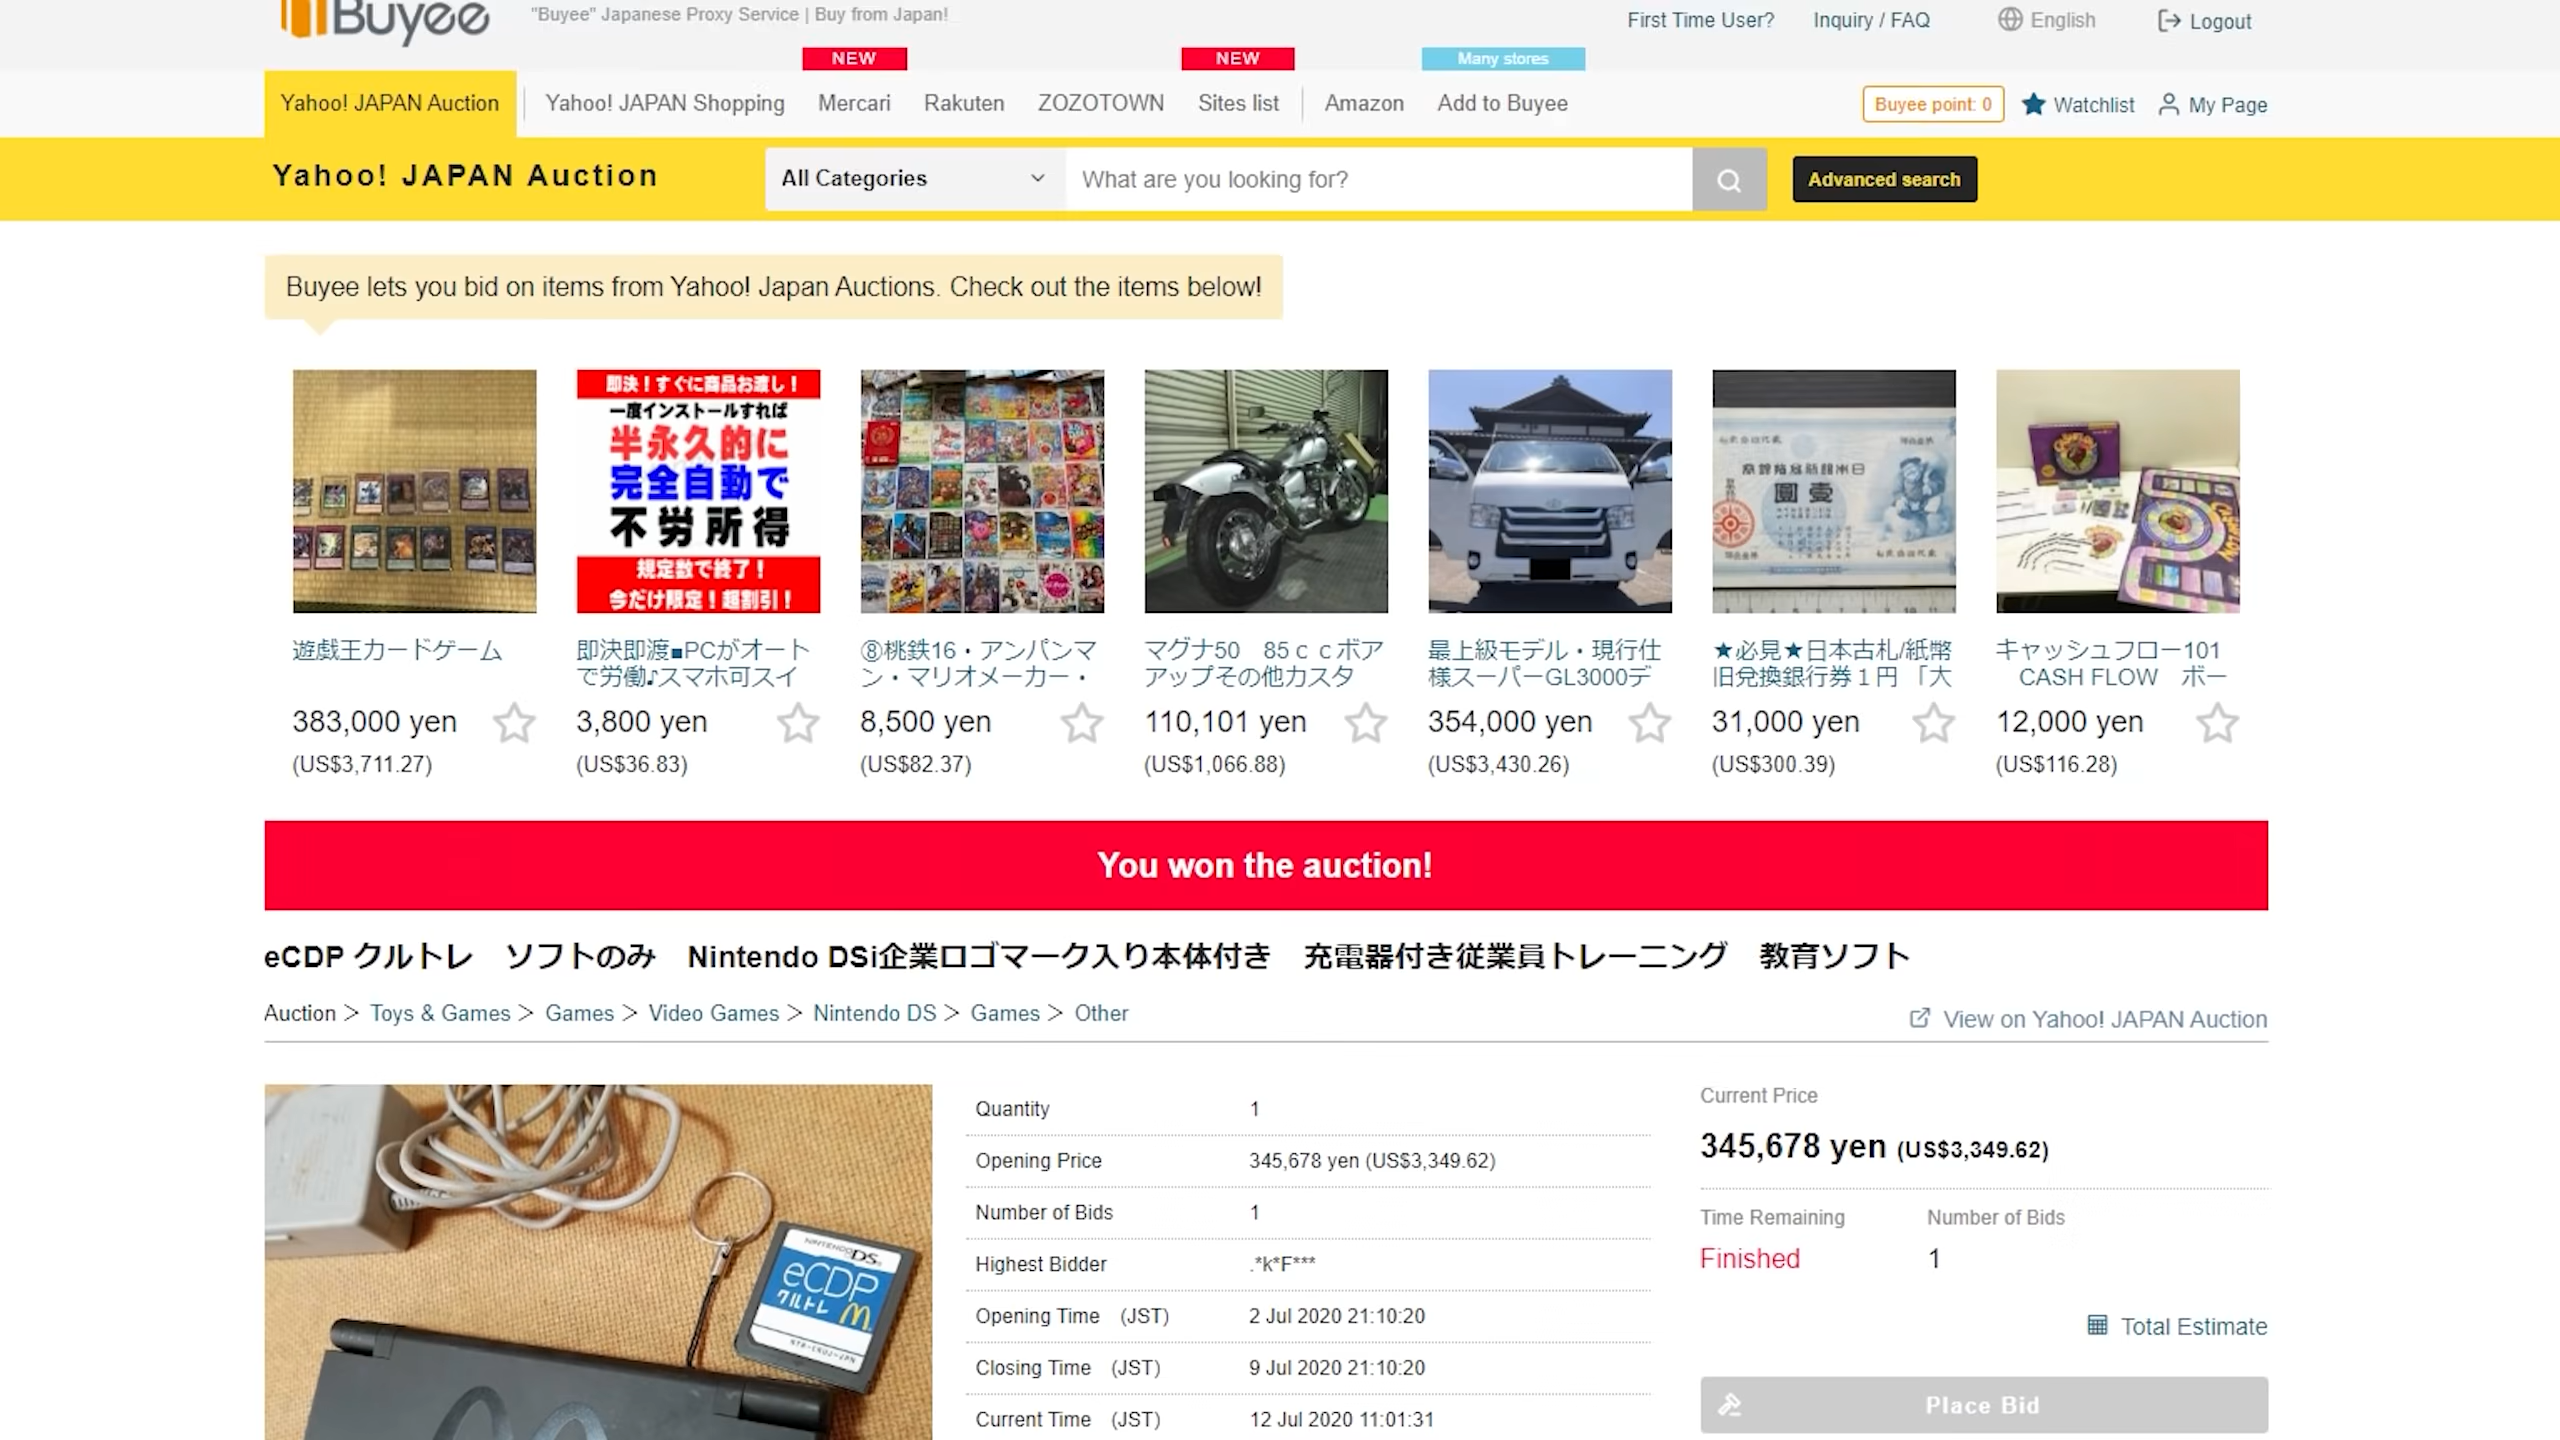 Buyee
"Buyee" Japanese Proxy Service | Buy from Japan!
First Time User? Inquiry / FAQ English Logout
NEW NEW Many stores
Yahoo! JAPAN Auction Yahoo! JAPAN Shopping Mercari Rakuten ZOZOTOWN Sites list Amazon Add to Buyee Buyee point: 0 Watchlist My Page
Yahoo! JAPAN Auction All Categories What are you looking for? Advanced search
Buyee lets you bid on items from Yahoo! Japan Auctions. Check out the items below!
即決！すぐに商品お渡し！
一度インストールすれば
半永久的に
完全自動で
不労所得
規定数で終了！
今だけ限定！超割引！
壹圓
遊戯王カードゲーム
383,000 yen
(US$3,711.27)
即決即渡■PCがオート
で労働♪スマホ可スイ
3,800 yen
(US$36.83)
⑧桃鉄16・アンパンマ
ン・マリオメーカー・
8,500 yen
(US$82.37)
マグナ50　85ｃｃボア
アップその他カスタ
110,101 yen
(US$1,066.88)
最上級モデル・現行仕
様スーパーGL3000デ
354,000 yen
(US$3,430.26)
★必見★日本古札/紙幣
旧兌換銀行券１円 「大
31,000 yen
(US$300.39)
キャッシュフロー101
CASH FLOW　ボー
12,000 yen
(US$116.28)
You won the auction!
eCDP クルトレ　ソフトのみ　Nintendo DSi企業ロゴマーク入り本体付き　充電器付き従業員トレーニング　教育ソフト
Auction > Toys & Games > Games > Video Games > Nintendo DS > Games > Other
View on Yahoo! JAPAN Auction
NINTENDO DS
eCDP
クルトレ
Quantity 1
Opening Price 345,678 yen (US$3,349.62)
Number of Bids 1
Highest Bidder .*k*F***
Opening Time (JST) 2 Jul 2020 21:10:20
Closing Time (JST) 9 Jul 2020 21:10:20
Current Time (JST) 12 Jul 2020 11:01:31
Current Price
345,678 yen (US$3,349.62)
Time Remaining Number of Bids
Finished 1
Total Estimate
Place Bid